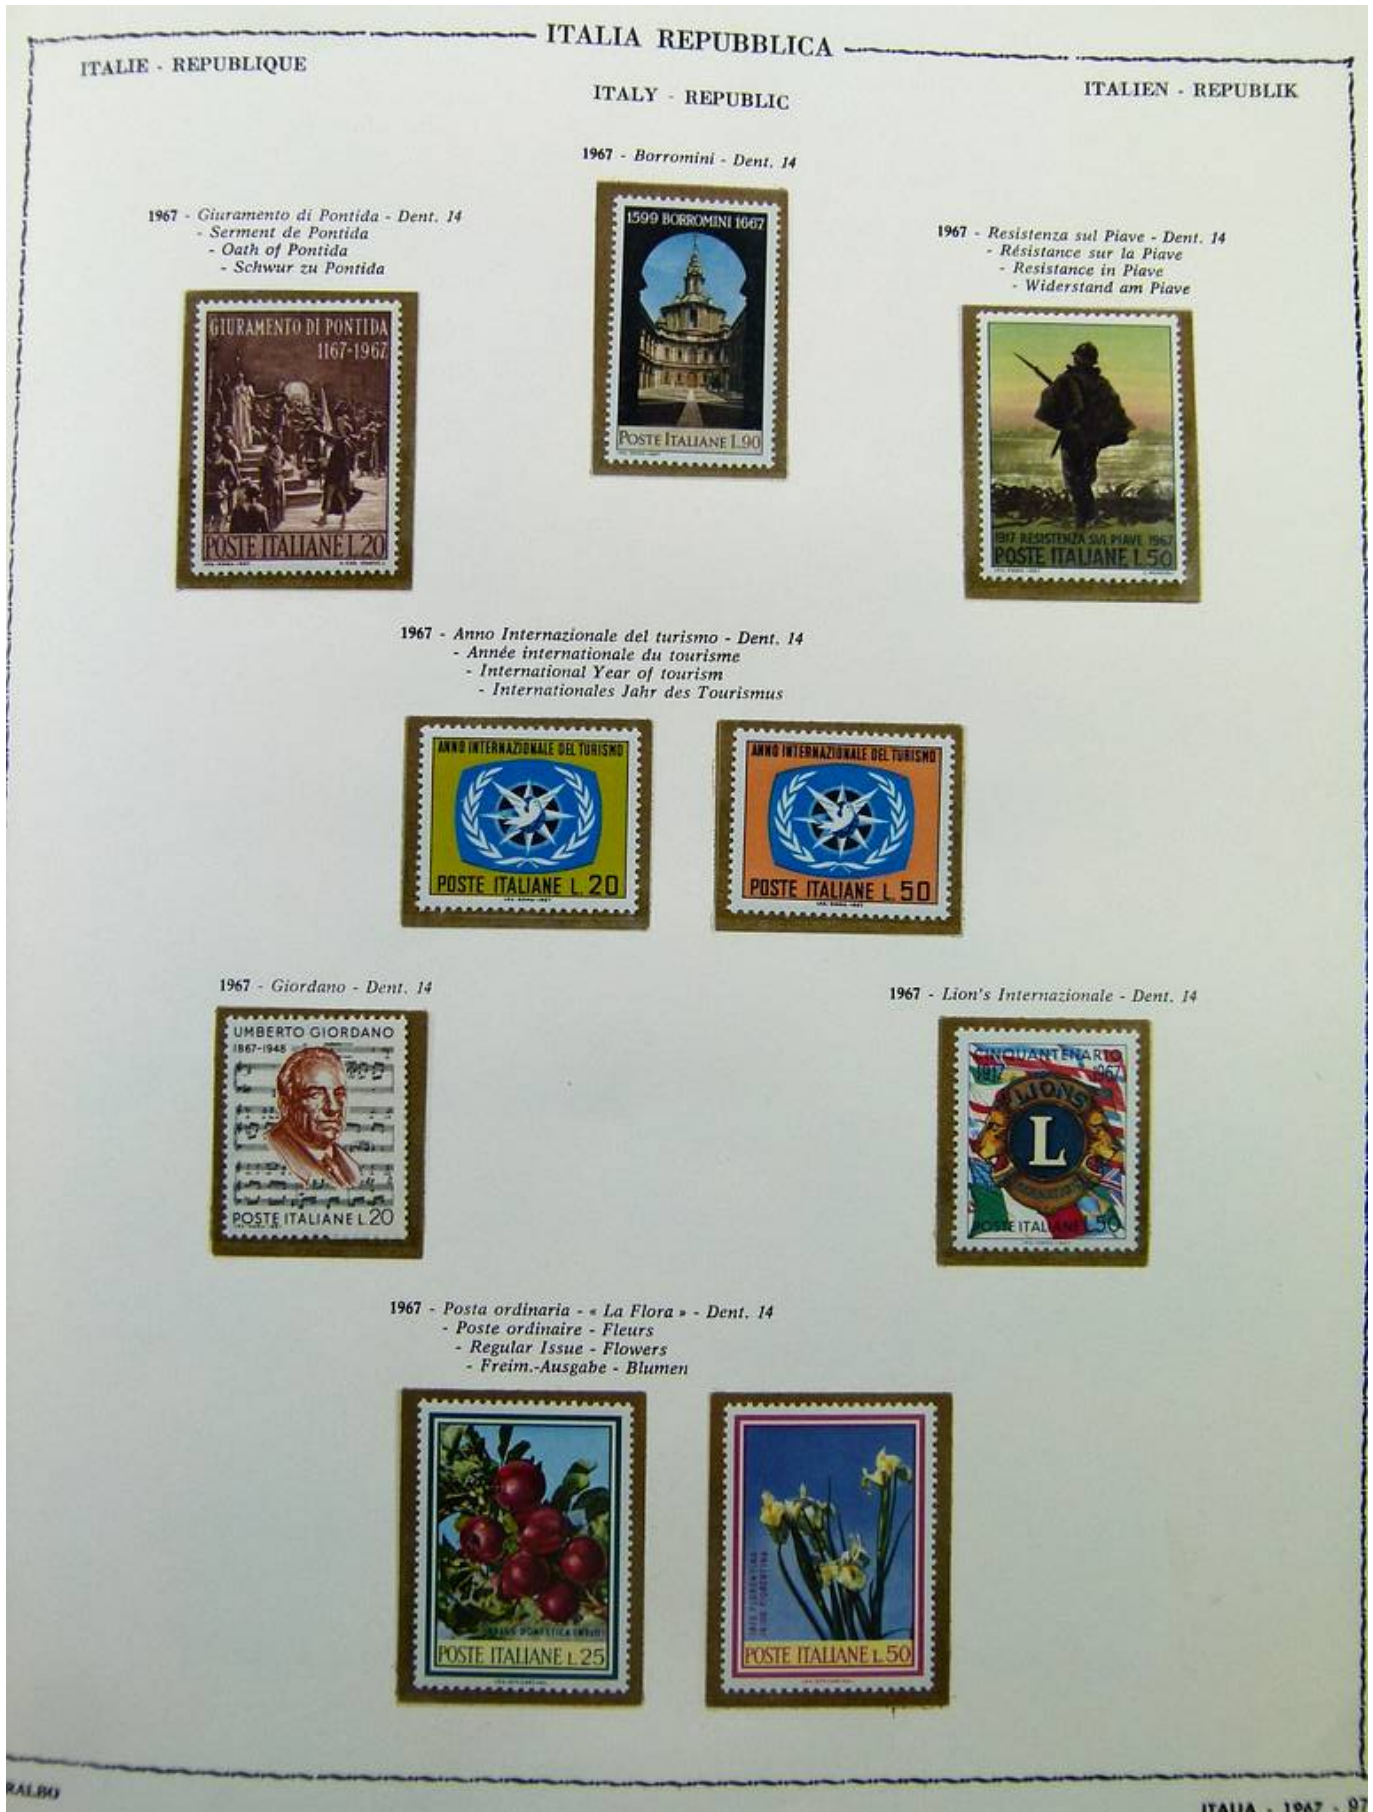 ITALIA REPUBBLICA
ITALIE - REPUBLIQUE
ITALY - REPUBLIC
ITALIEN - REPUBLIK
1967 - Borromini - Dent. 14
1599 BORROMINI 1667
POSTE ITALIANE L.90
1967 - Giuramento di Pontida - Dent. 14
- Serment de Pontida
- Oath of Pontida
- Schwur zu Pontida
GIURAMENTO DI PONTIDA
1167-1967
POSTE ITALIANE L.20
1967 - Resistenza sul Piave - Dent. 14
- Résistance sur la Piave
- Resistance in Piave
- Widerstand am Piave
1917 RESISTENZA SUL PIAVE 1967
POSTE ITALIANE L.50
1967 - Anno Internazionale del turismo - Dent. 14
- Année internationale du tourisme
- International Year of tourism
- Internationales Jahr des Tourismus
ANNO INTERNAZIONALE DEL TURISMO
POSTE ITALIANE L.20
ANNO INTERNAZIONALE DEL TURISMO
POSTE ITALIANE L.50
1967 - Giordano - Dent. 14
UMBERTO GIORDANO
1867-1948
POSTE ITALIANE L.20
1967 - Lion's Internazionale - Dent. 14
CINQUANTENARIO
1917 1967
LIONS
L
POSTE ITALIANE L.50
1967 - Posta ordinaria - « La Flora » - Dent. 14
- Poste ordinaire - Fleurs
- Regular Issue - Flowers
- Freim.-Ausgabe - Blumen
DOMESTICA
POSTE ITALIANE L.25
IRIS FIORENTINA
POSTE ITALIANE L.50
RALBO
ITALIA - 1967 - 97